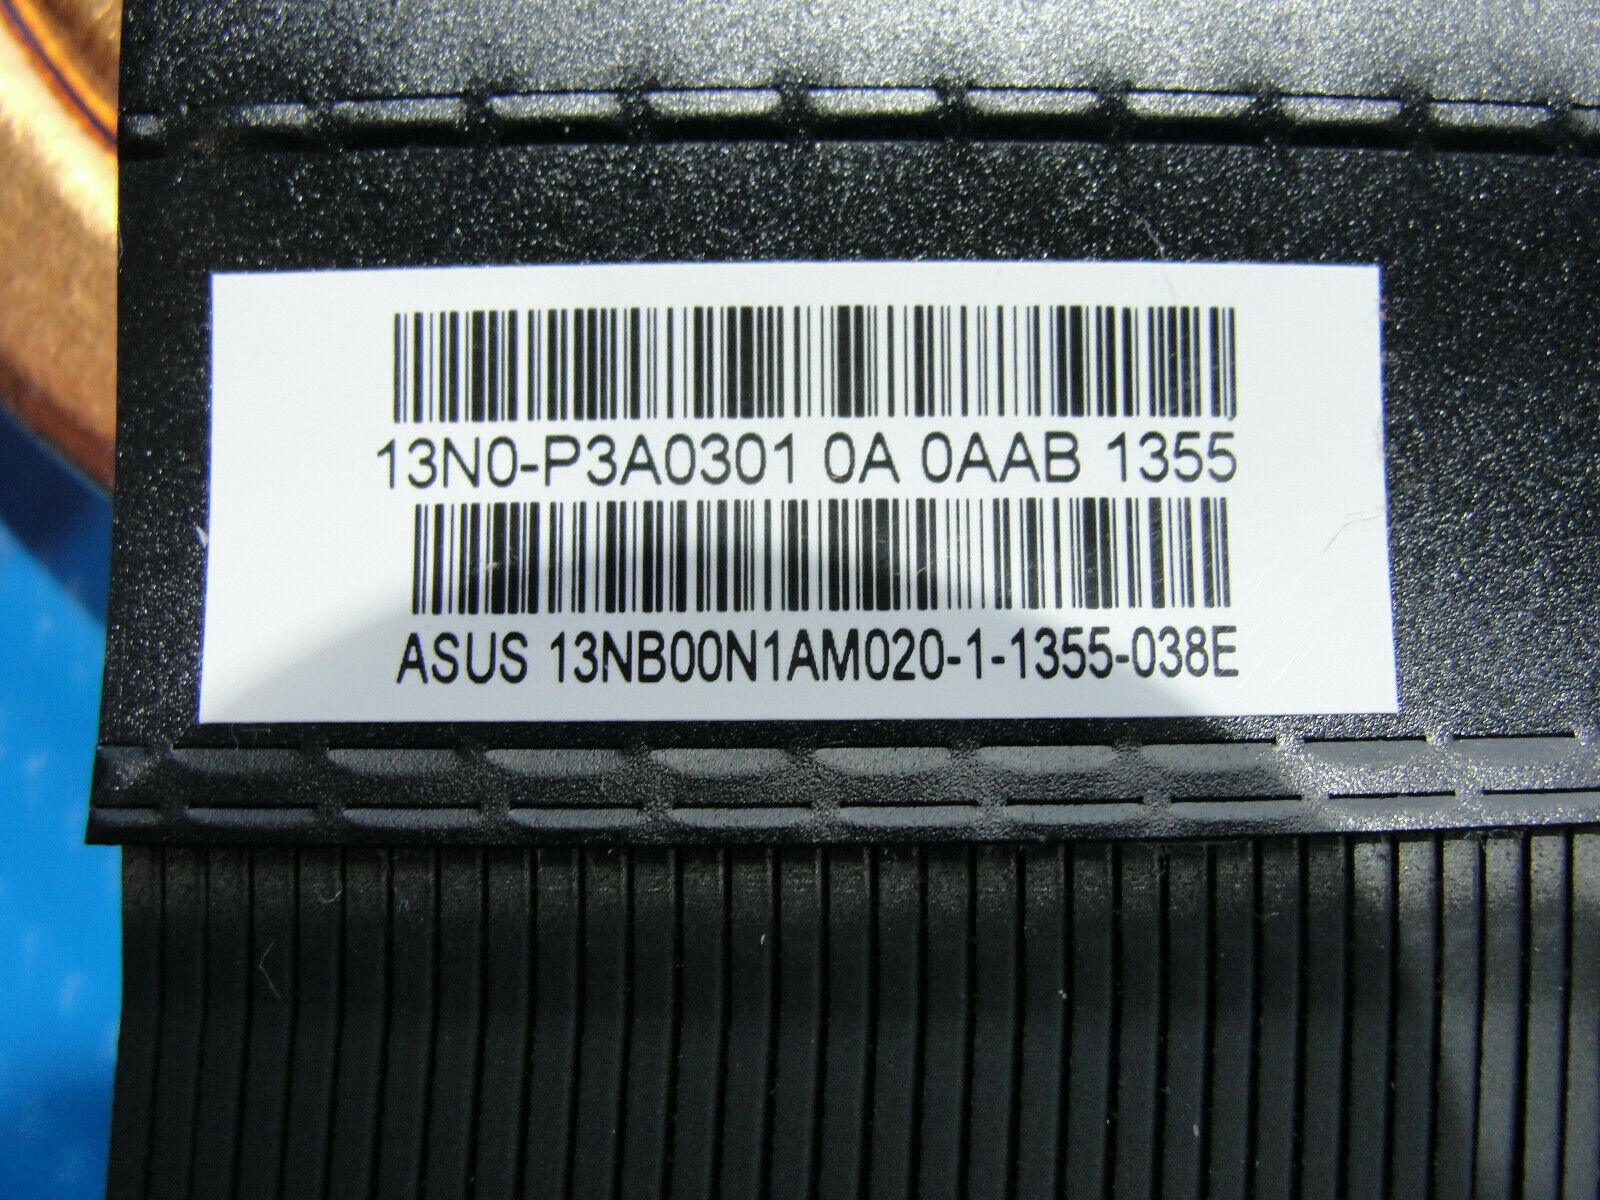 13N0-P3A0301 0A 0AAB 1355
ASUS 13NB00N1AM020-1-1355-038E